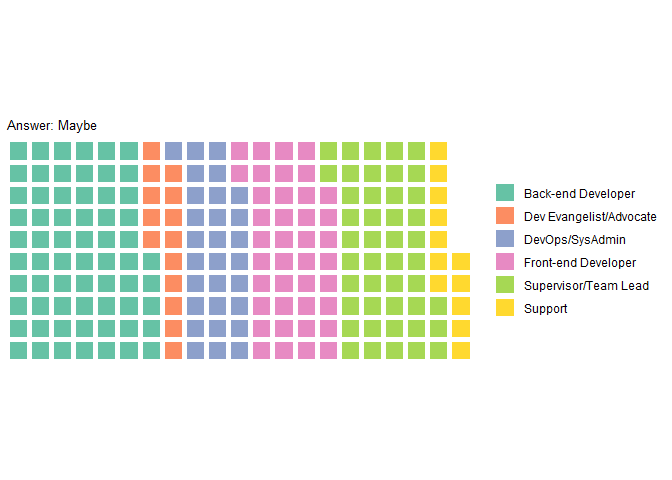 Answer: Maybe
Back-end Developer
Dev Evangelist/Advocate
DevOps/SysAdmin
Front-end Developer
Supervisor/Team Lead
Support